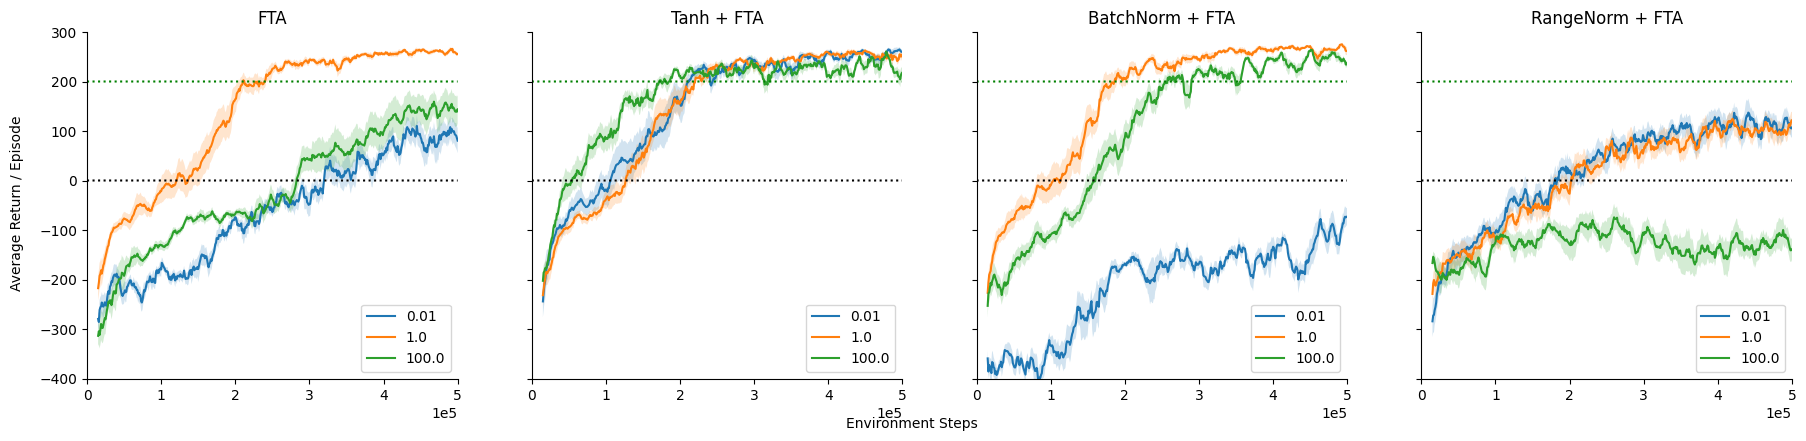 FTA
Tanh + FTA
BatchNorm + FTA
RangeNorm + FTA
Average Return / Episode
300
200
100
0
−100
−200
−300
−400
0.01
1.0
100.0
0.01
1.0
100.0
0.01
1.0
100.0
0.01
1.0
100.0
0 1 2 3 4 5
0 1 2 3 4 5
0 1 2 3 4 5
0 1 2 3 4 5
1e5
1e5
1e5
1e5
Environment Steps